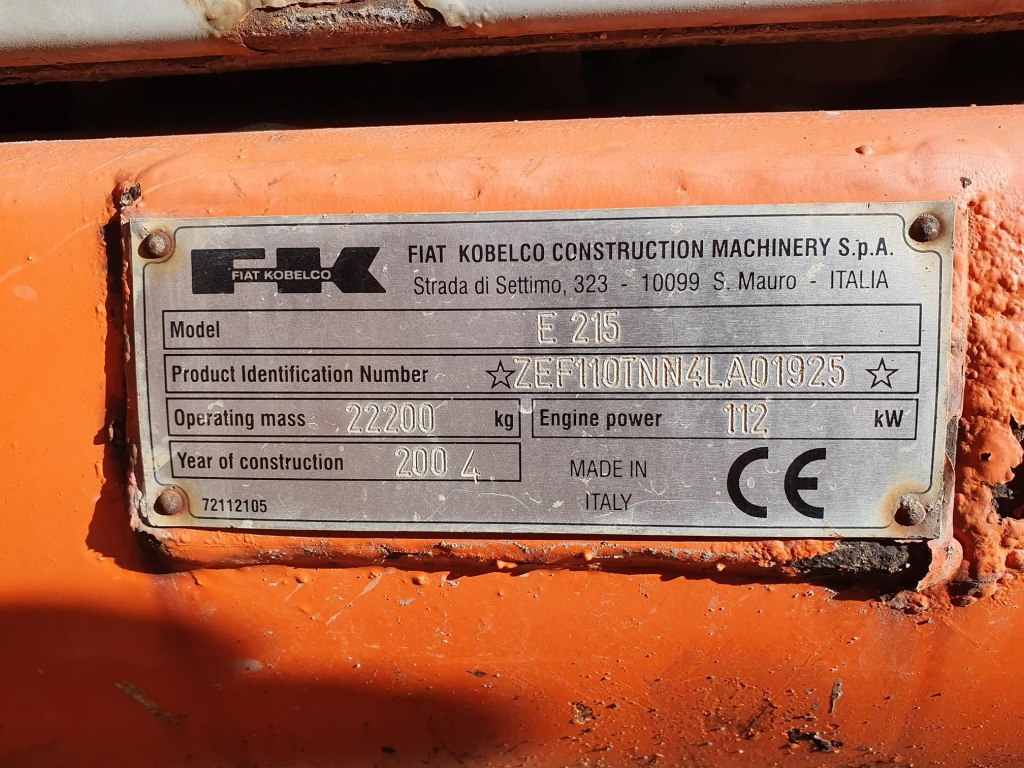 FK
FIAT KOBELCO
FIAT KOBELCO CONSTRUCTION MACHINERY S.p.A.
Strada di Settimo, 323 - 10099 S. Mauro - ITALIA
Model E 215
Product Identification Number ☆ZEF110TNN4LA01925☆
Operating mass 22200 kg Engine power 112 kW
Year of construction 2004
MADE IN
ITALY
CE
72112105